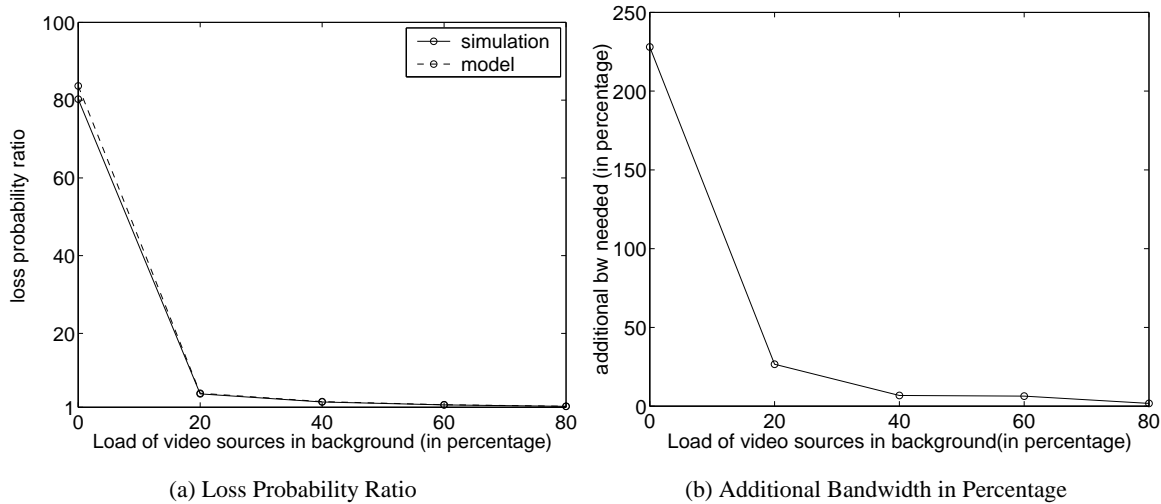 100
80
60
40
20
1
0
20
40
60
80
simulation
model
loss probability ratio
Load of video sources in background (in percentage)
(a) Loss Probability Ratio
250
200
150
100
50
0
0
20
40
60
80
additional bw needed (in percentage)
Load of video sources in background(in percentage)
(b) Additional Bandwidth in Percentage